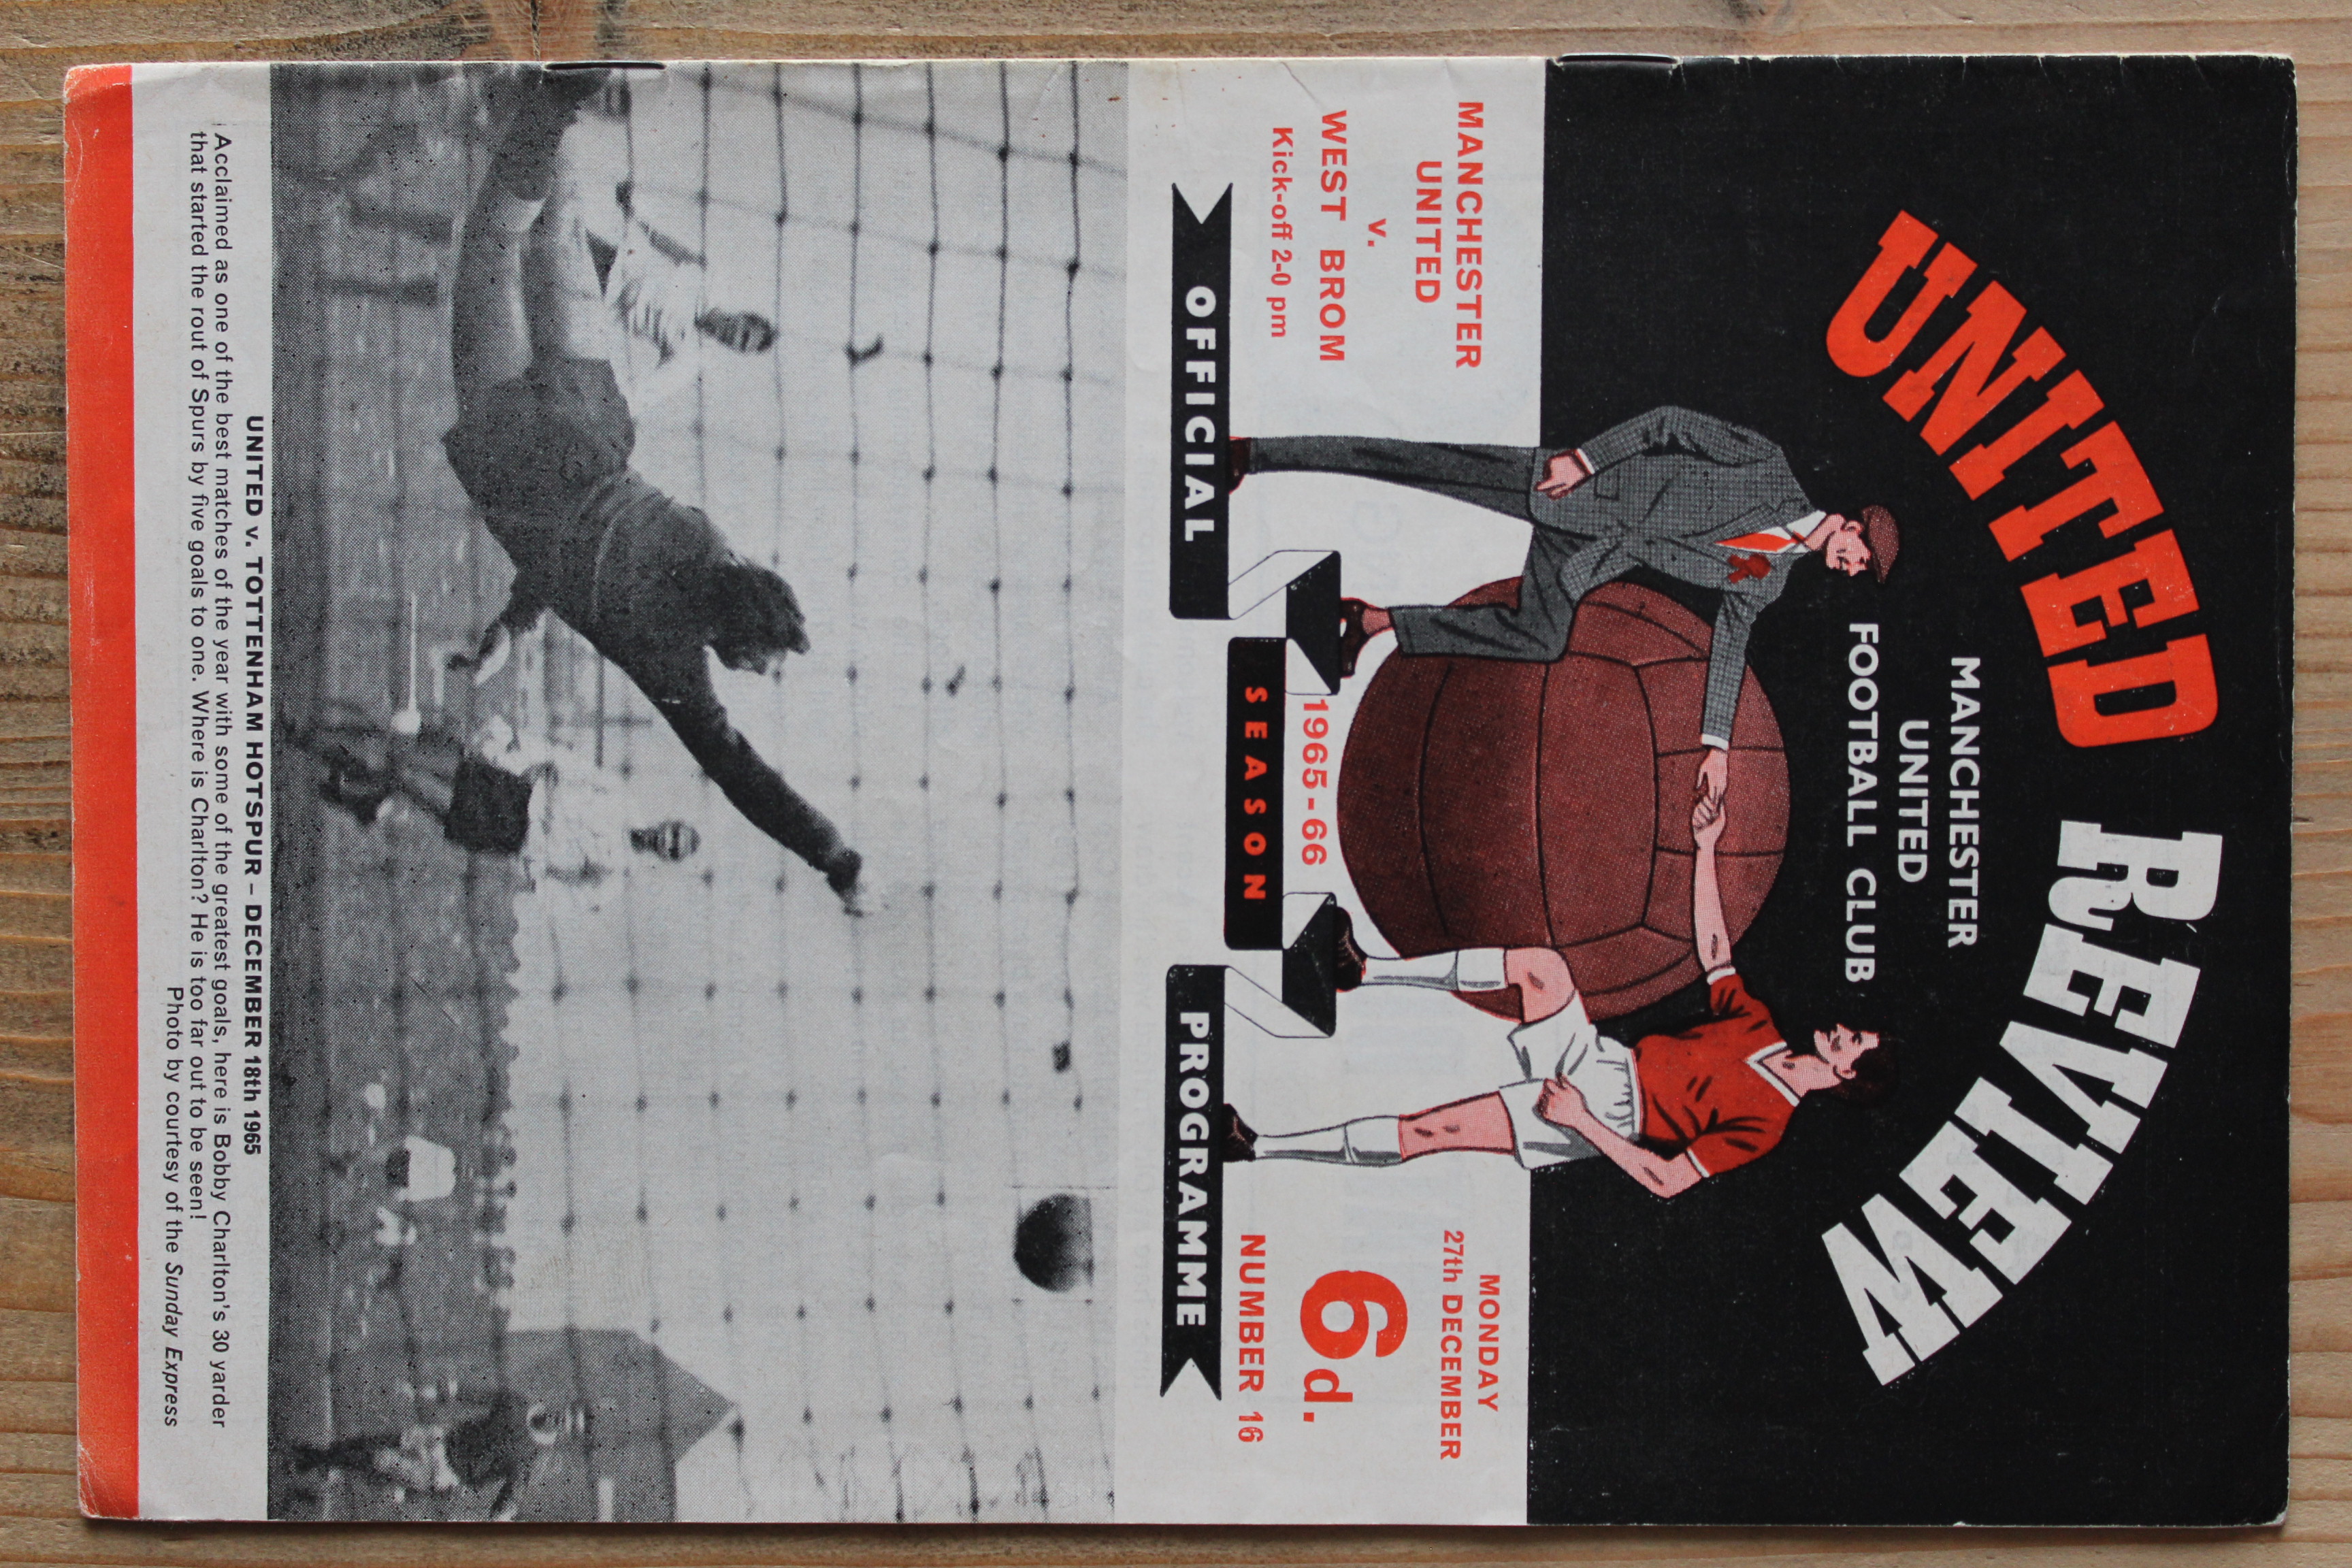 UNITED REVIEW
MANCHESTER
UNITED
FOOTBALL CLUB
MANCHESTER
UNITED
v.
WEST BROM
Kick-off 2-0 pm
MONDAY
27th DECEMBER
6d.
NUMBER 16
1965-66
OFFICIAL
SEASON
PROGRAMME
UNITED v. TOTTENHAM HOTSPUR – DECEMBER 18th 1965
Acclaimed as one of the best matches of the year with some of the greatest goals, here is Bobby Charlton's 30 yarder
that started the rout of Spurs by five goals to one. Where is Charlton? He is too far out to be seen!
Photo by courtesy of the Sunday Express